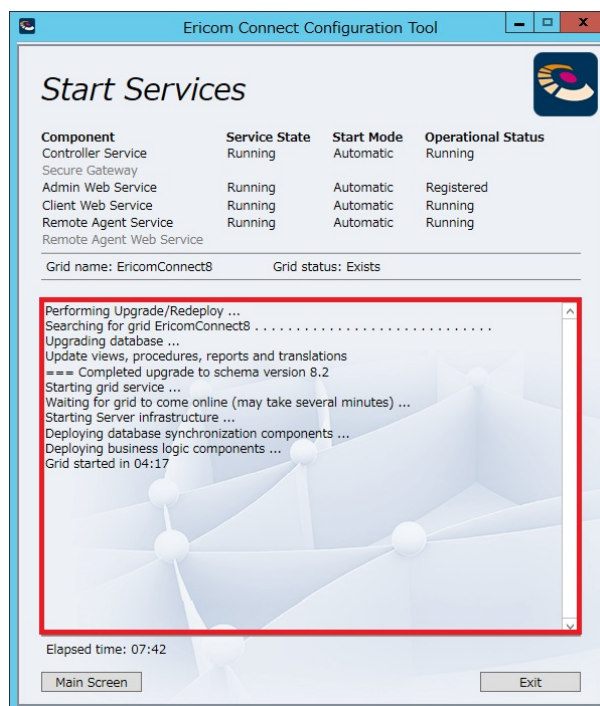 Ericom Connect Configuration Tool
Start Services
Component Service State Start Mode Operational Status
Controller Service Running Automatic Running
Secure Gateway
Admin Web Service Running Automatic Registered
Client Web Service Running Automatic Running
Remote Agent Service Running Automatic Running
Remote Agent Web Service
Grid name: EricomConnect8 Grid status: Exists
Performing Upgrade/Redeploy ...
Searching for grid EricomConnect8 . . . . . . . . . . . . . . . . . . . . . . . . . . . . .
Upgrading database ...
Update views, procedures, reports and translations
=== Completed upgrade to schema version 8.2
Starting grid service ...
Waiting for grid to come online (may take several minutes) ...
Starting Server infrastructure ...
Deploying database synchronization components ...
Deploying business logic components ...
Grid started in 04:17
Elapsed time: 07:42
Main Screen Exit